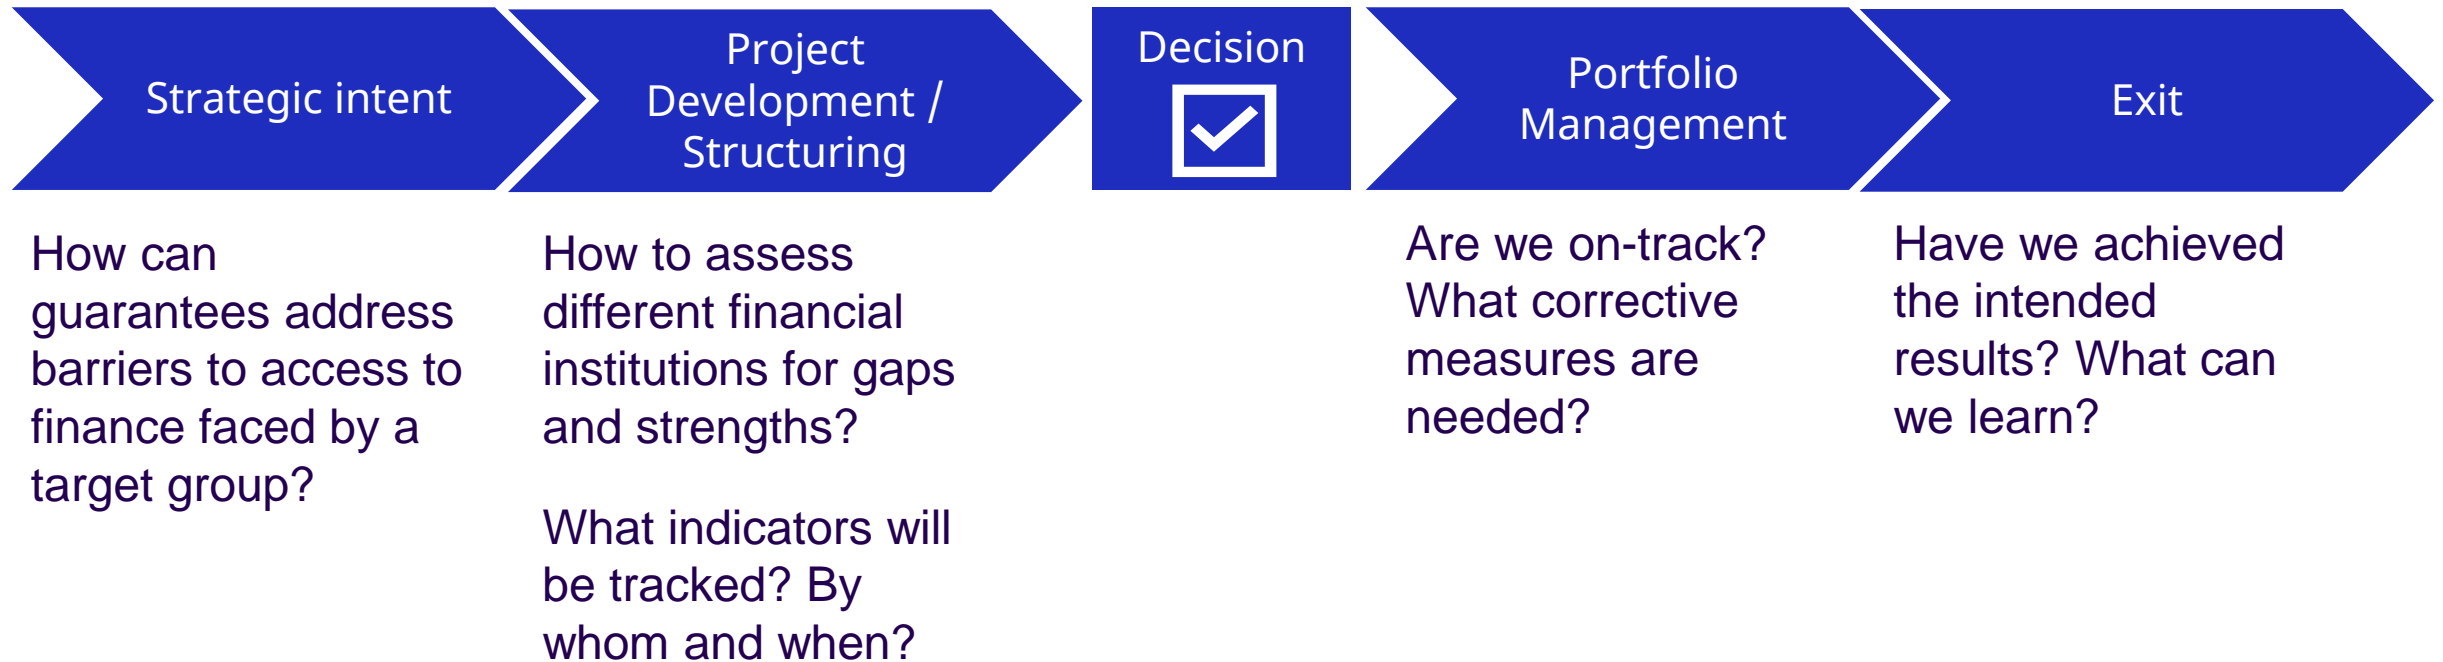 Strategic intent
Project
Development /
Structuring
Decision
Portfolio
Management
Exit
How can
guarantees address
barriers to access to
finance faced by a
target group?
How to assess
different financial
institutions for gaps
and strengths?
What indicators will
be tracked? By
whom and when?
Are we on-track?
What corrective
measures are
needed?
Have we achieved
the intended
results? What can
we learn?